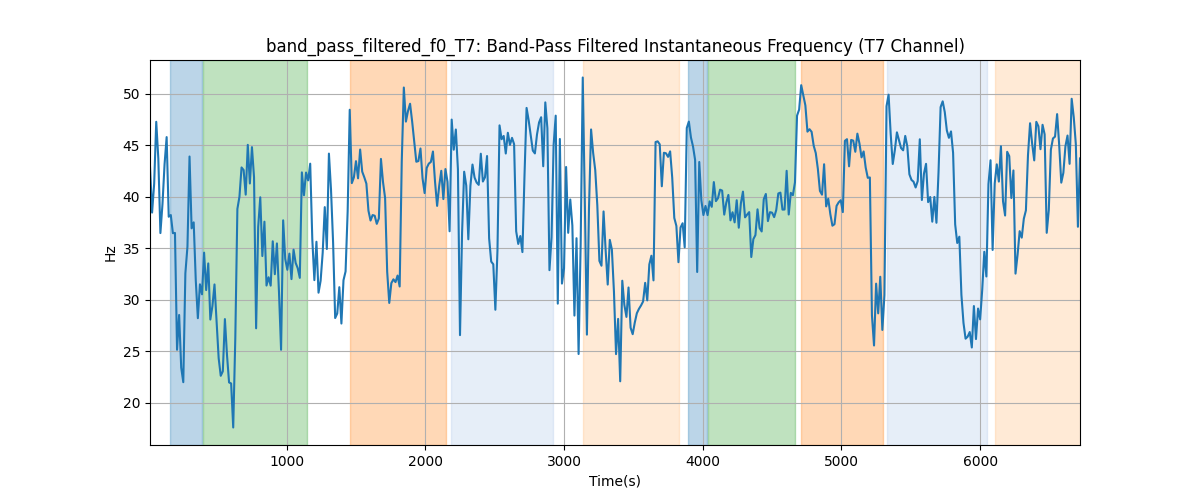 band_pass_filtered_f0_T7: Band-Pass Filtered Instantaneous Frequency (T7 Channel)
50
45
40
35
30
25
20
Hz
1000 2000 3000 4000 5000 6000
Time(s)